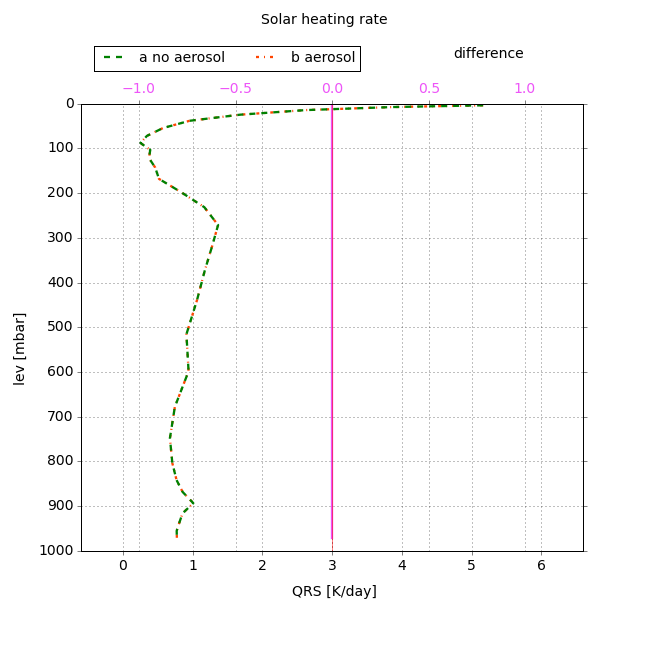 Solar heating rate
a no aerosol b aerosol difference
−1.0 −0.5 0.0 0.5 1.0
0
100
200
300
400
500
600
700
800
900
1000
lev [mbar]
0 1 2 3 4 5 6
QRS [K/day]